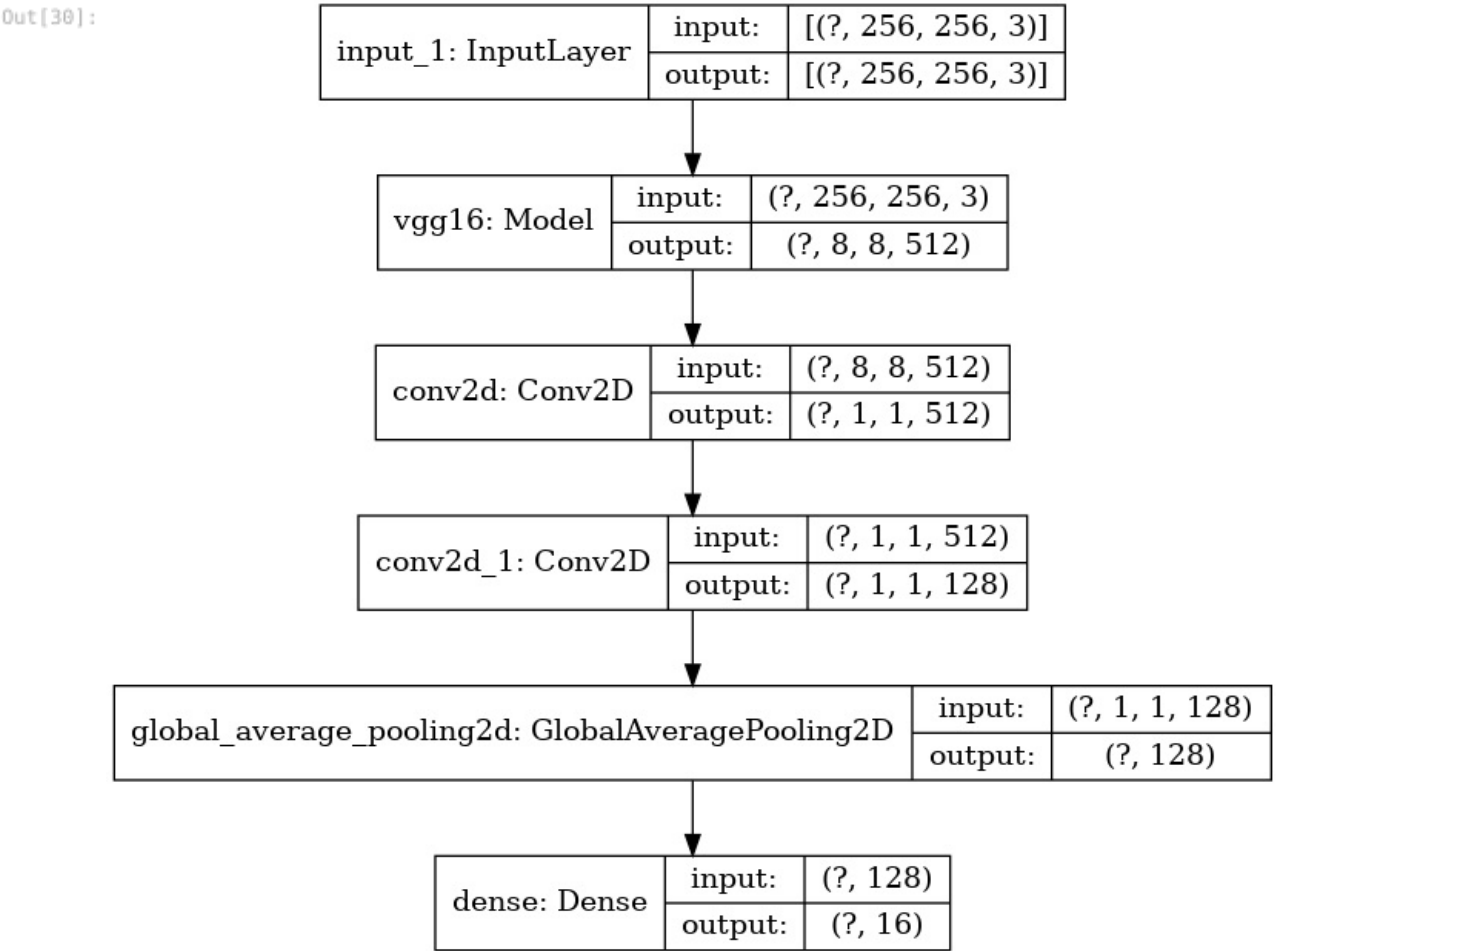 Out[30]:
input_1: InputLayer
input: [(?, 256, 256, 3)]
output: [(?, 256, 256, 3)]
vgg16: Model
input: (?, 256, 256, 3)
output: (?, 8, 8, 512)
conv2d: Conv2D
input: (?, 8, 8, 512)
output: (?, 1, 1, 512)
conv2d_1: Conv2D
input: (?, 1, 1, 512)
output: (?, 1, 1, 128)
global_average_pooling2d: GlobalAveragePooling2D
input: (?, 1, 1, 128)
output: (?, 128)
dense: Dense
input: (?, 128)
output: (?, 16)